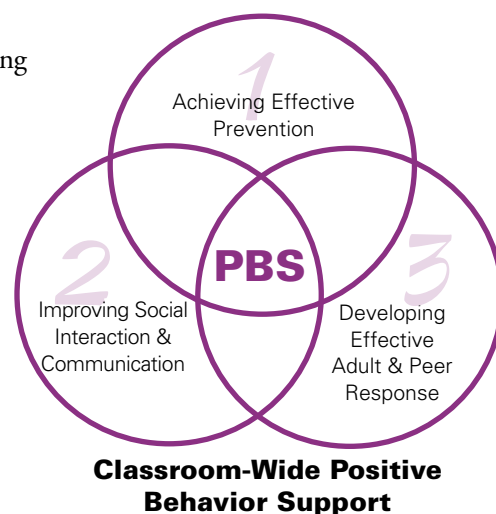 ng
1
Achieving Effective
Prevention
PBS
2
Improving Social
Interaction &
Communication
3
Developing
Effective
Adult & Peer
Response
Classroom-Wide Positive
Behavior Support